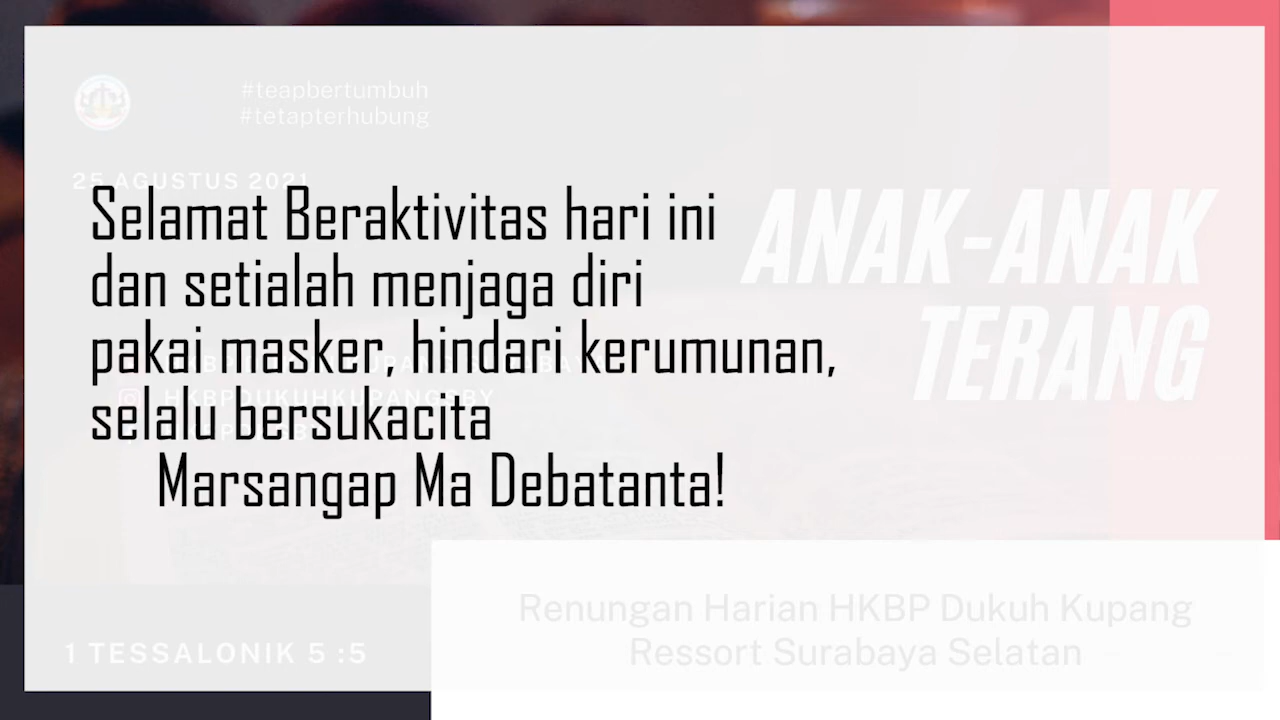 #teapbertumbuh
#tetapterhubung
25 AGUSTUS 2021
Selamat Beraktivitas hari ini
dan setialah menjaga diri
pakai masker, hindari kerumunan,
selalu bersukacita
Marsangap Ma Debatanta!
ANAK-ANAK
TERANG
HKBPDUKUHKUPANGSBY
Renungan Harian HKBP Dukuh Kupang
Ressort Surabaya Selatan
1 TESSALONIK 5 :5